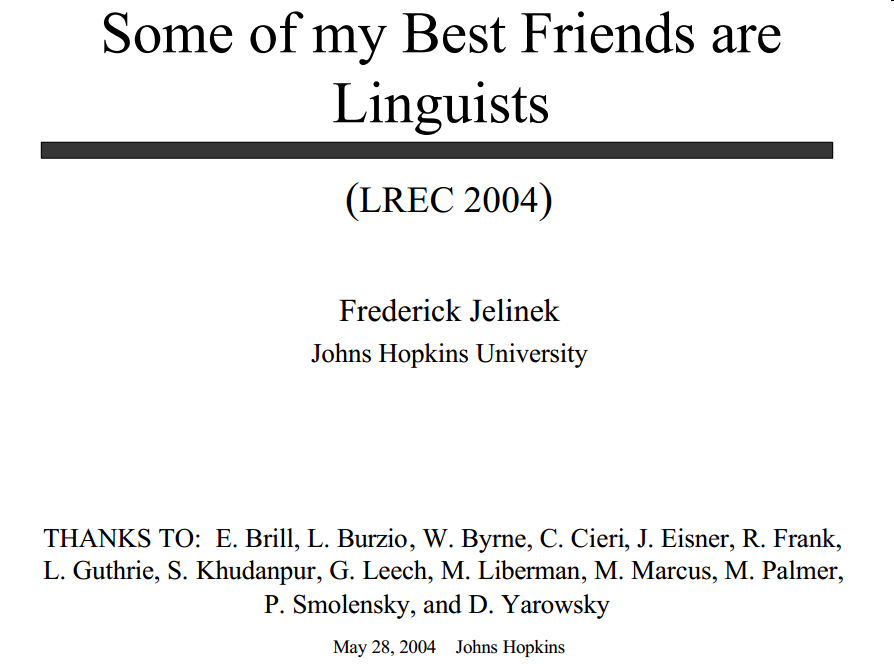 Some of my Best Friends are
Linguists
(LREC 2004)
Frederick Jelinek
Johns Hopkins University
THANKS TO:  E. Brill, L. Burzio, W. Byrne, C. Cieri, J. Eisner, R. Frank,
L. Guthrie, S. Khudanpur, G. Leech, M. Liberman, M. Marcus, M. Palmer,
P. Smolensky, and D. Yarowsky
May 28, 2004    Johns Hopkins